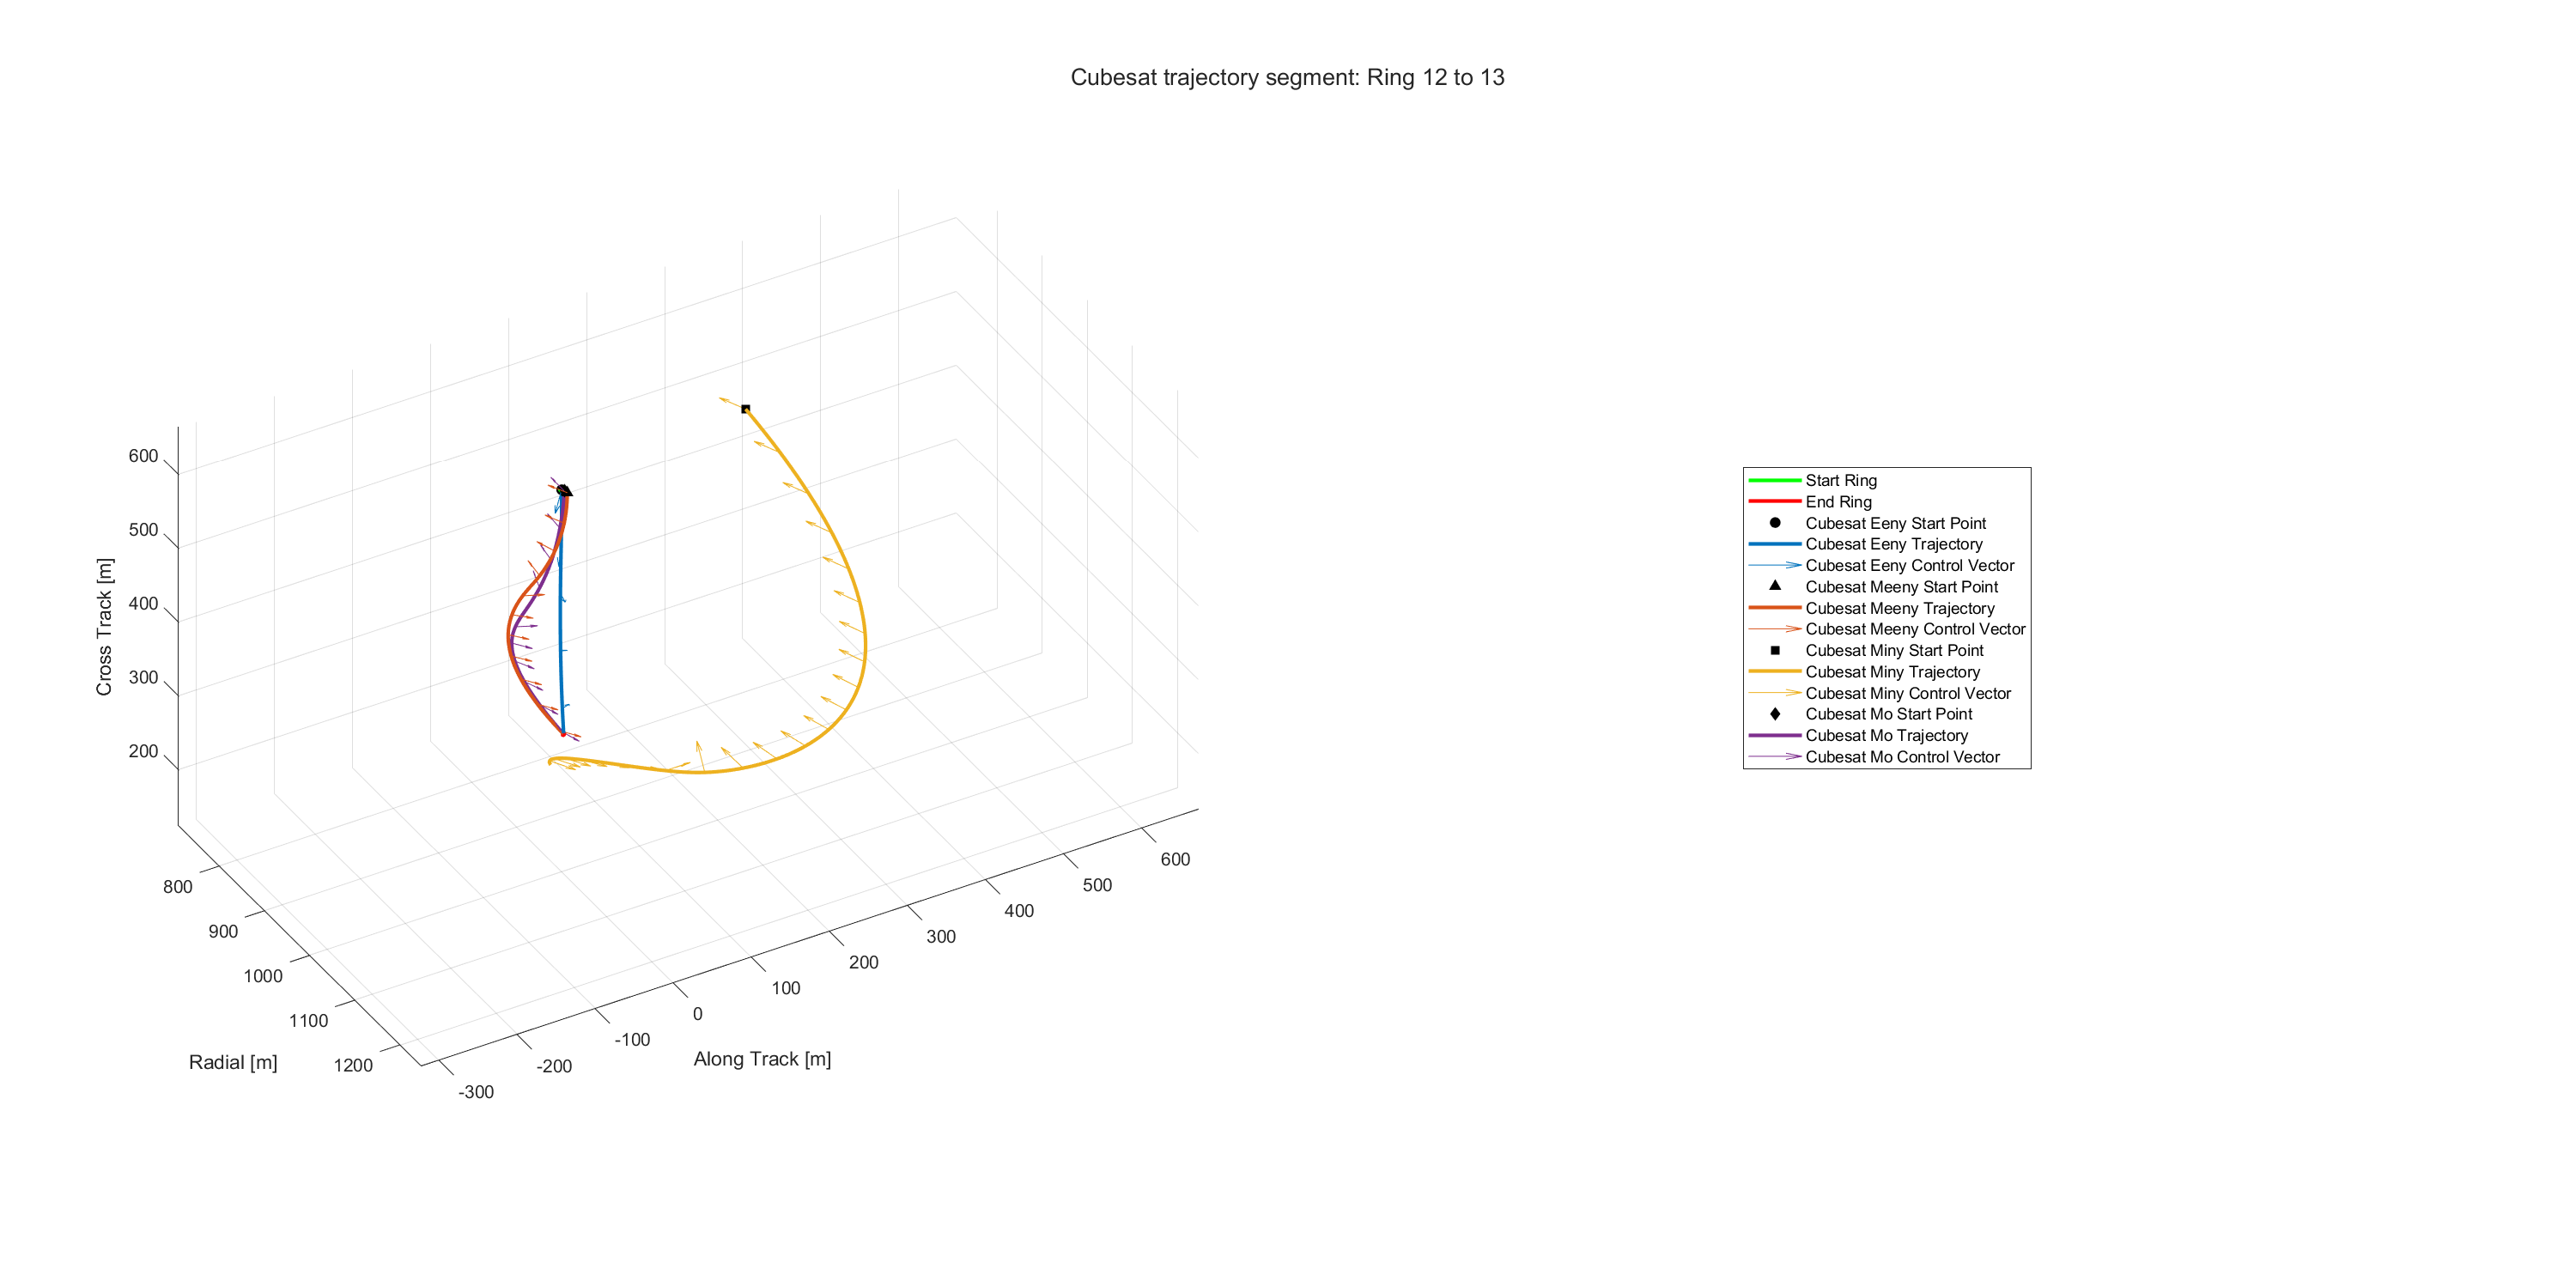 Cubesat trajectory segment: Ring 12 to 13
600
500
400
300
200
Cross Track [m]
800
900
1000
1100
1200
Radial [m]
-300
-200
-100
0
100
200
300
400
500
600
Along Track [m]
Start Ring
End Ring
Cubesat Eeny Start Point
Cubesat Eeny Trajectory
Cubesat Eeny Control Vector
Cubesat Meeny Start Point
Cubesat Meeny Trajectory
Cubesat Meeny Control Vector
Cubesat Miny Start Point
Cubesat Miny Trajectory
Cubesat Miny Control Vector
Cubesat Mo Start Point
Cubesat Mo Trajectory
Cubesat Mo Control Vector